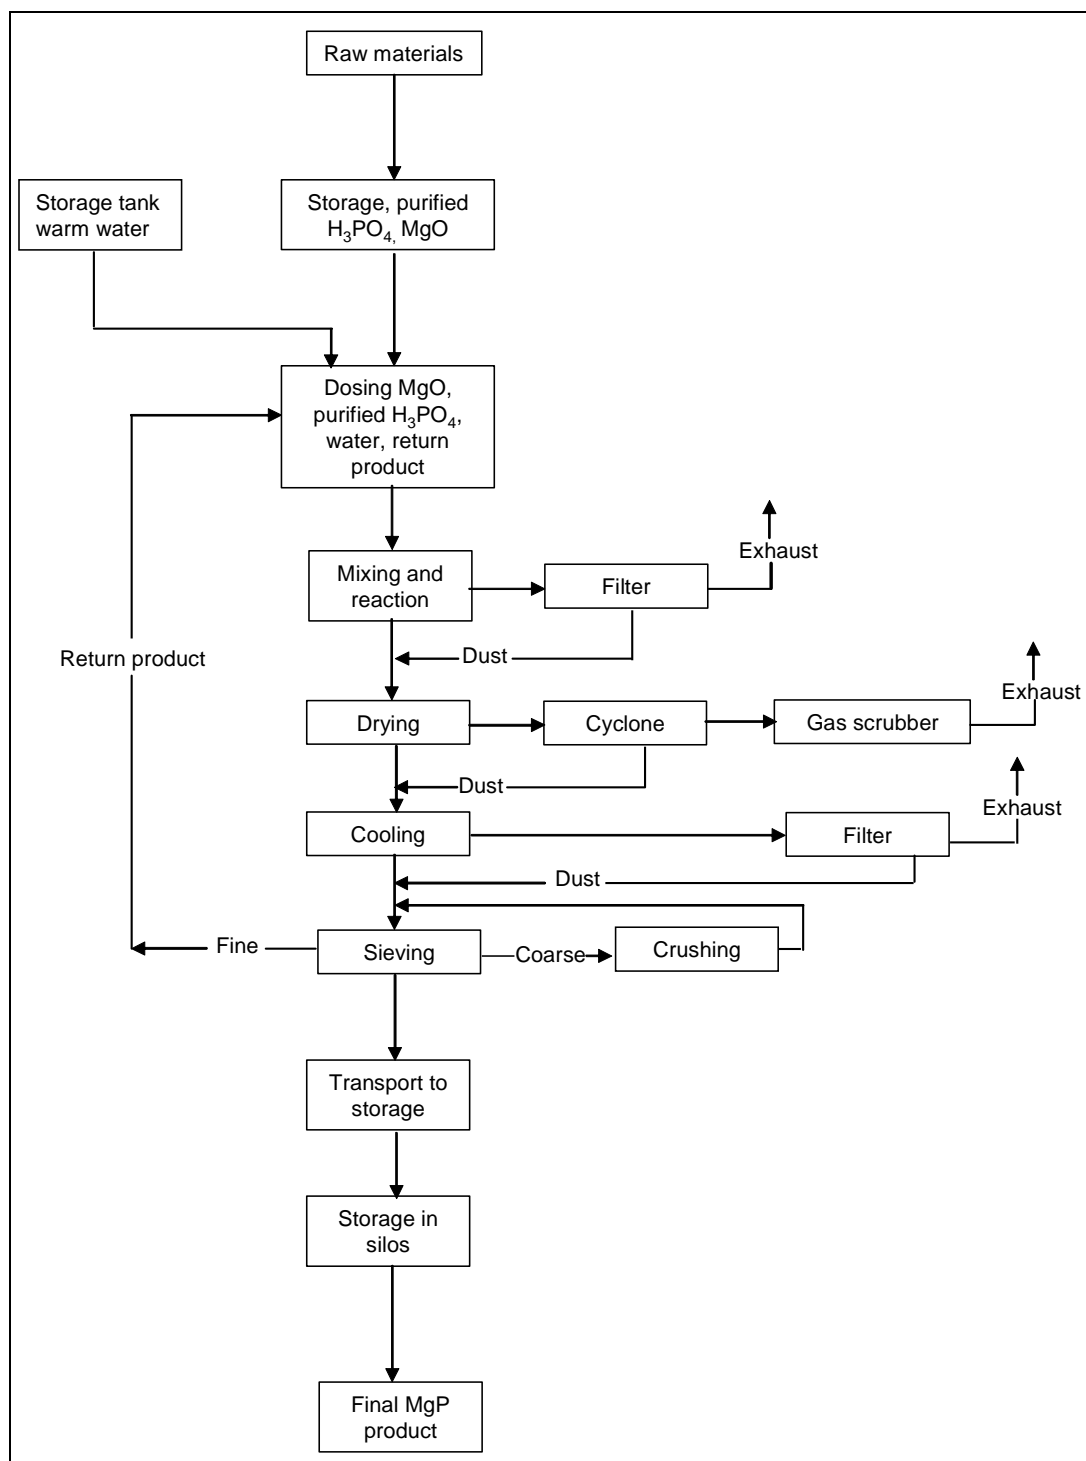 Raw materials
Storage tank
warm water
Storage, purified
H₃PO₄, MgO
Dosing MgO,
purified H₃PO₄,
water, return
product
Exhaust
Mixing and
reaction
Filter
Return product
Dust
Exhaust
Drying
Cyclone
Gas scrubber
Dust
Exhaust
Cooling
Filter
Dust
Fine
Sieving
Coarse
Crushing
Transport to
storage
Storage in
silos
Final MgP
product